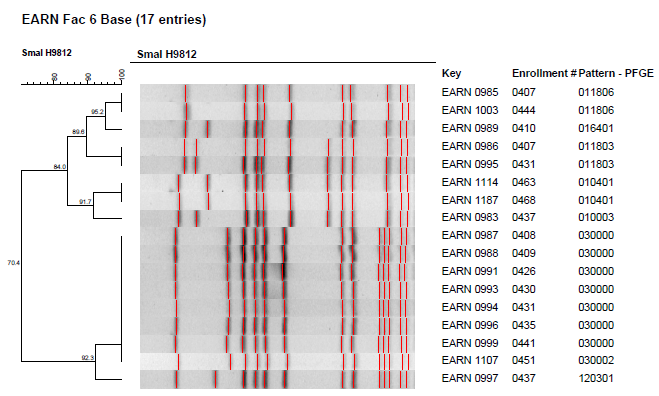 EARN Fac 6 Base (17 entries)
SmaI H9812 SmaI H9812
80 90 100
Key Enrollment # Pattern - PFGE
EARN 0985 0407 011806
95.2 EARN 1003 0444 011806
89.6 EARN 0989 0410 016401
EARN 0986 0407 011803
84.0 EARN 0995 0431 011803
EARN 1114 0463 010401
91.7 EARN 1187 0468 010401
EARN 0983 0437 010003
EARN 0987 0408 030000
EARN 0988 0409 030000
70.4 EARN 0991 0426 030000
EARN 0993 0430 030000
EARN 0994 0431 030000
EARN 0996 0435 030000
EARN 0999 0441 030000
92.3 EARN 1107 0451 030002
EARN 0997 0437 120301